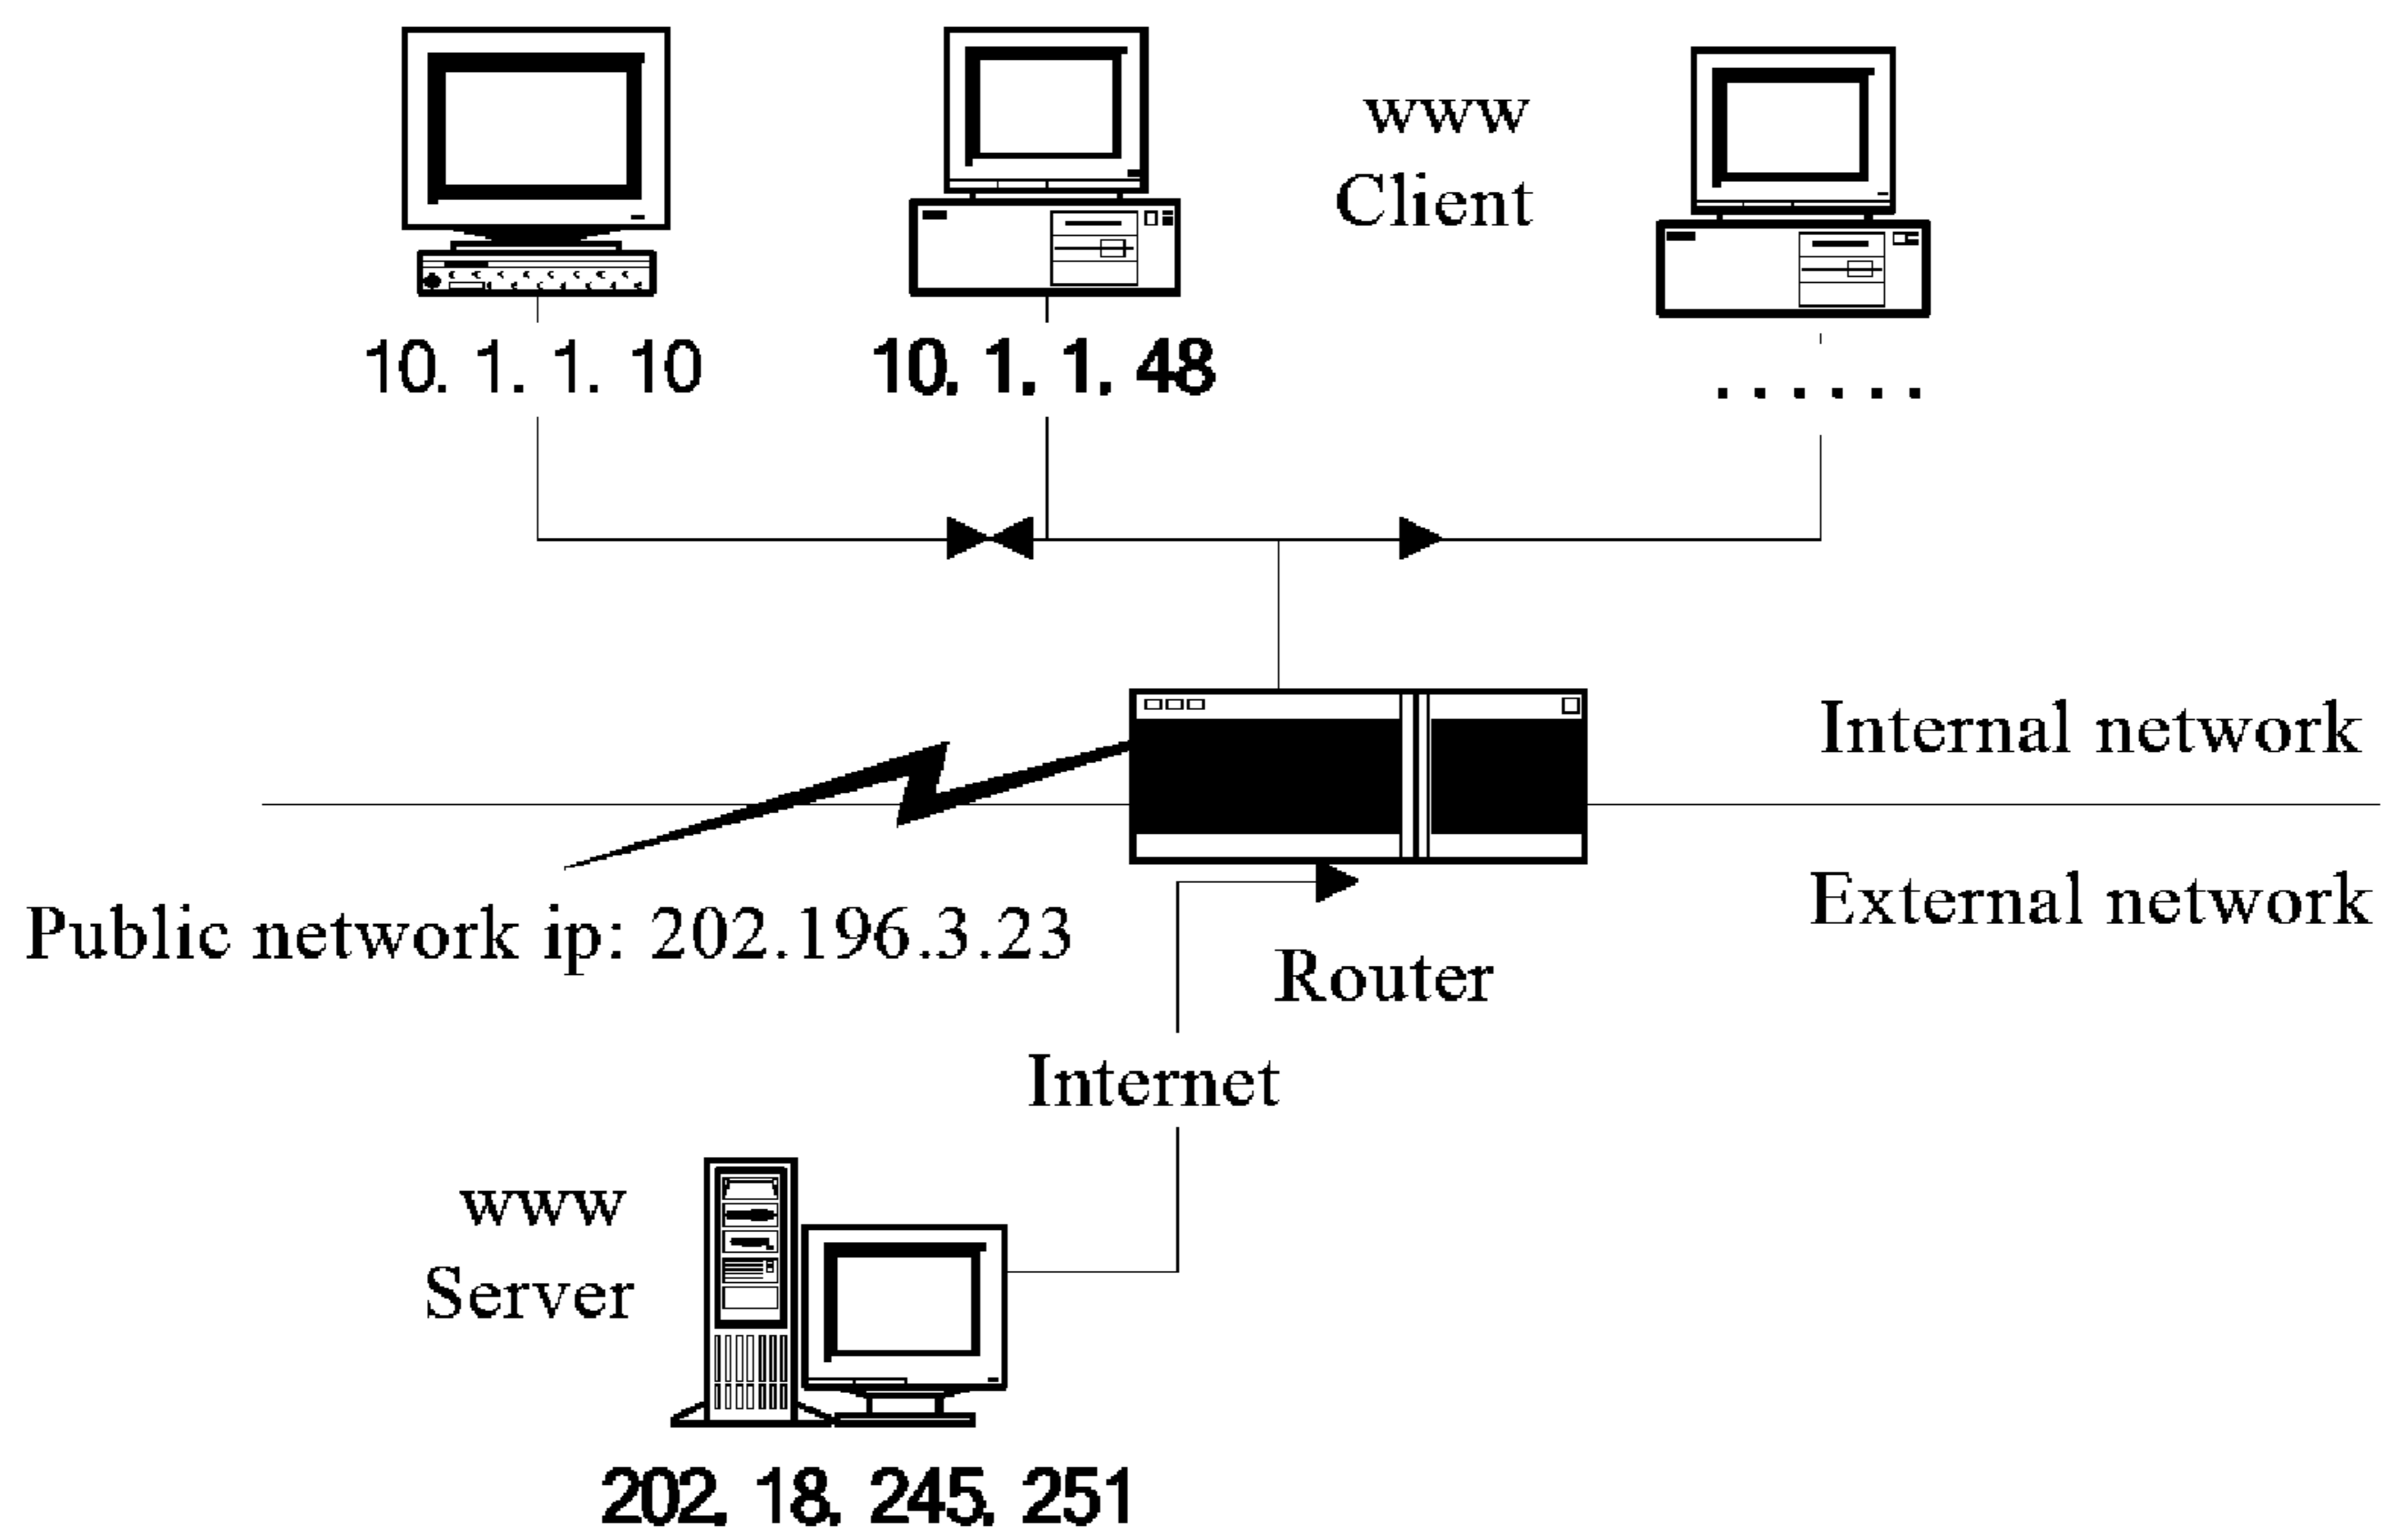 www
Client
10. 1. 1. 10
10. 1. 1. 48
......
Internal network
External network
Public network ip: 202.196.3.23
Router
Internet
www
Server
202. 18. 245. 251